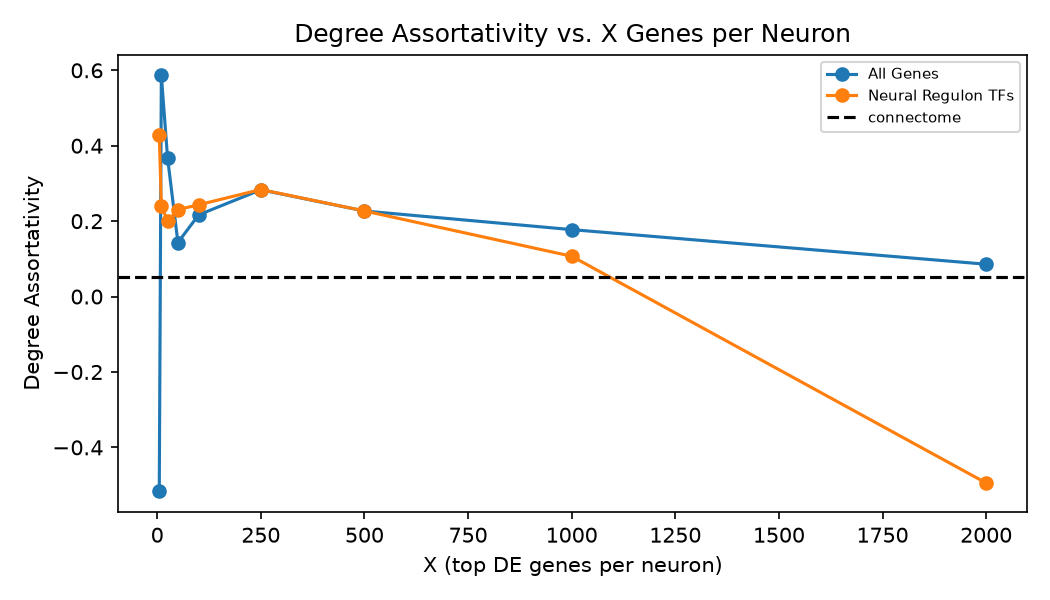 Degree Assortativity vs. X Genes per Neuron
All Genes
Neural Regulon TFs
connectome
Degree Assortativity
0.6
0.4
0.2
0.0
−0.2
−0.4
0 250 500 750 1000 1250 1500 1750 2000
X (top DE genes per neuron)